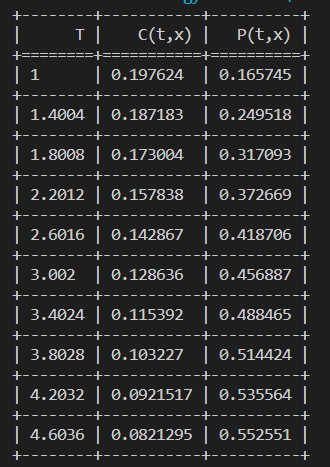 T | C(t,x) | P(t,x)
1 | 0.197624 | 0.165745
1.4004 | 0.187183 | 0.249518
1.8008 | 0.173004 | 0.317093
2.2012 | 0.157838 | 0.372669
2.6016 | 0.142867 | 0.418706
3.002 | 0.128636 | 0.456887
3.4024 | 0.115392 | 0.488465
3.8028 | 0.103227 | 0.514424
4.2032 | 0.0921517 | 0.535564
4.6036 | 0.0821295 | 0.552551